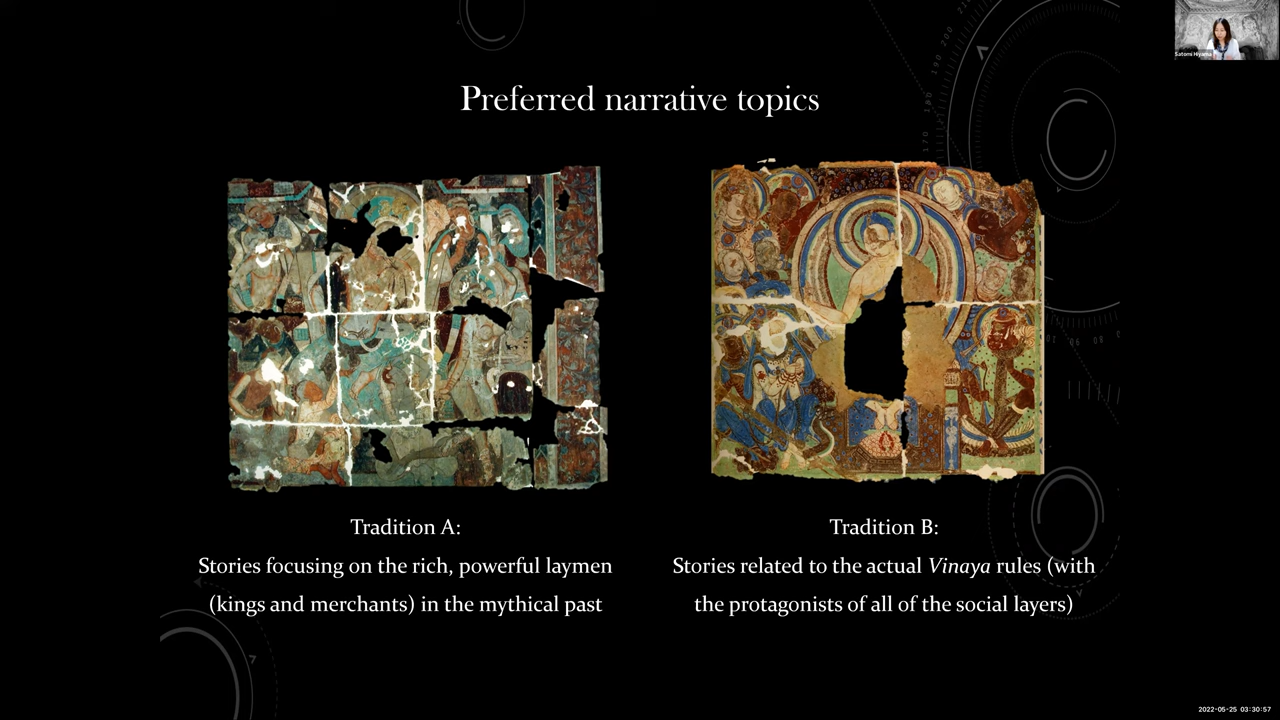 Satomi Hiyama
Preferred narrative topics
Tradition A:
Stories focusing on the rich, powerful laymen
(kings and merchants) in the mythical past
Tradition B:
Stories related to the actual Vinaya rules (with
the protagonists of all of the social layers)
2022-05-25 03:30:57